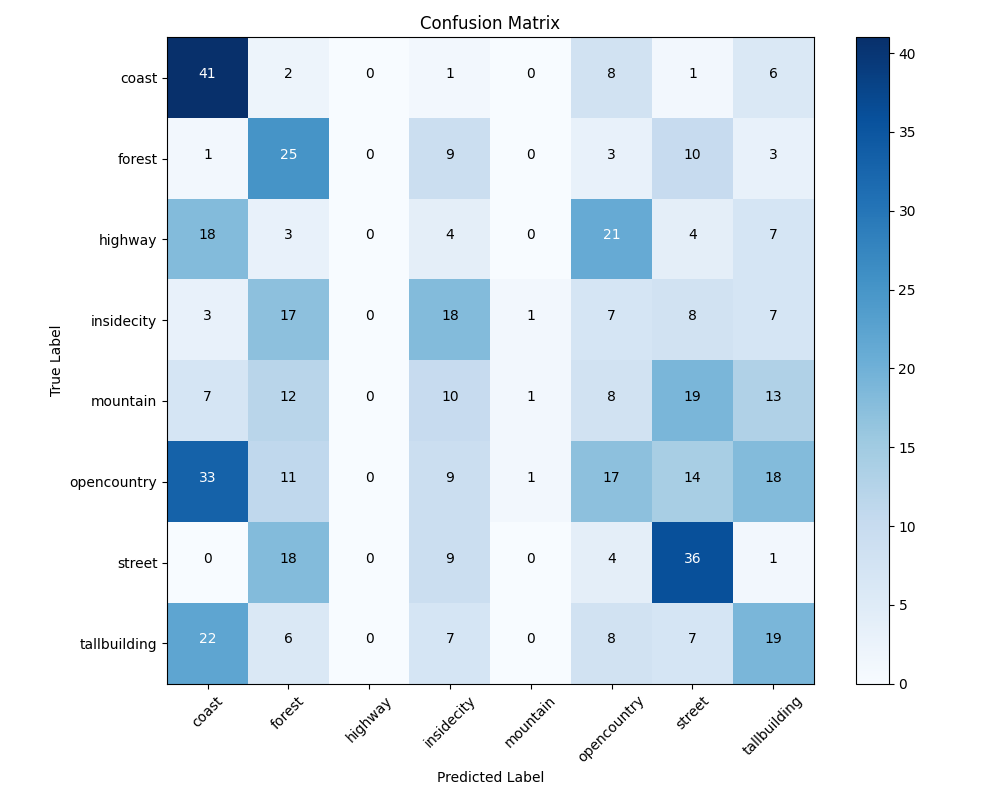 Confusion Matrix
True Label
coast 41 2 0 1 0 8 1 6
forest 1 25 0 9 0 3 10 3
highway 18 3 0 4 0 21 4 7
insidecity 3 17 0 18 1 7 8 7
mountain 7 12 0 10 1 8 19 13
opencountry 33 11 0 9 1 17 14 18
street 0 18 0 9 0 4 36 1
tallbuilding 22 6 0 7 0 8 7 19
coast forest highway insidecity mountain opencountry street tallbuilding
Predicted Label
40
35
30
25
20
15
10
5
0